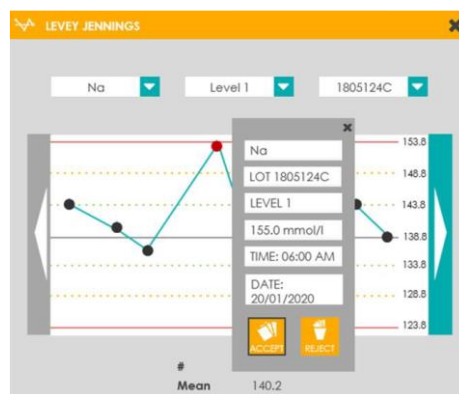 LEVEY JENNINGS
Na
Level 1
1805124C
Na
LOT 1805124C
LEVEL 1
155.0 mmol/l
TIME: 06:00 AM
DATE:
20/01/2020
ACCEPT
REJECT
153.8
148.8
143.8
138.8
133.8
128.8
123.8
#
Mean 140.2